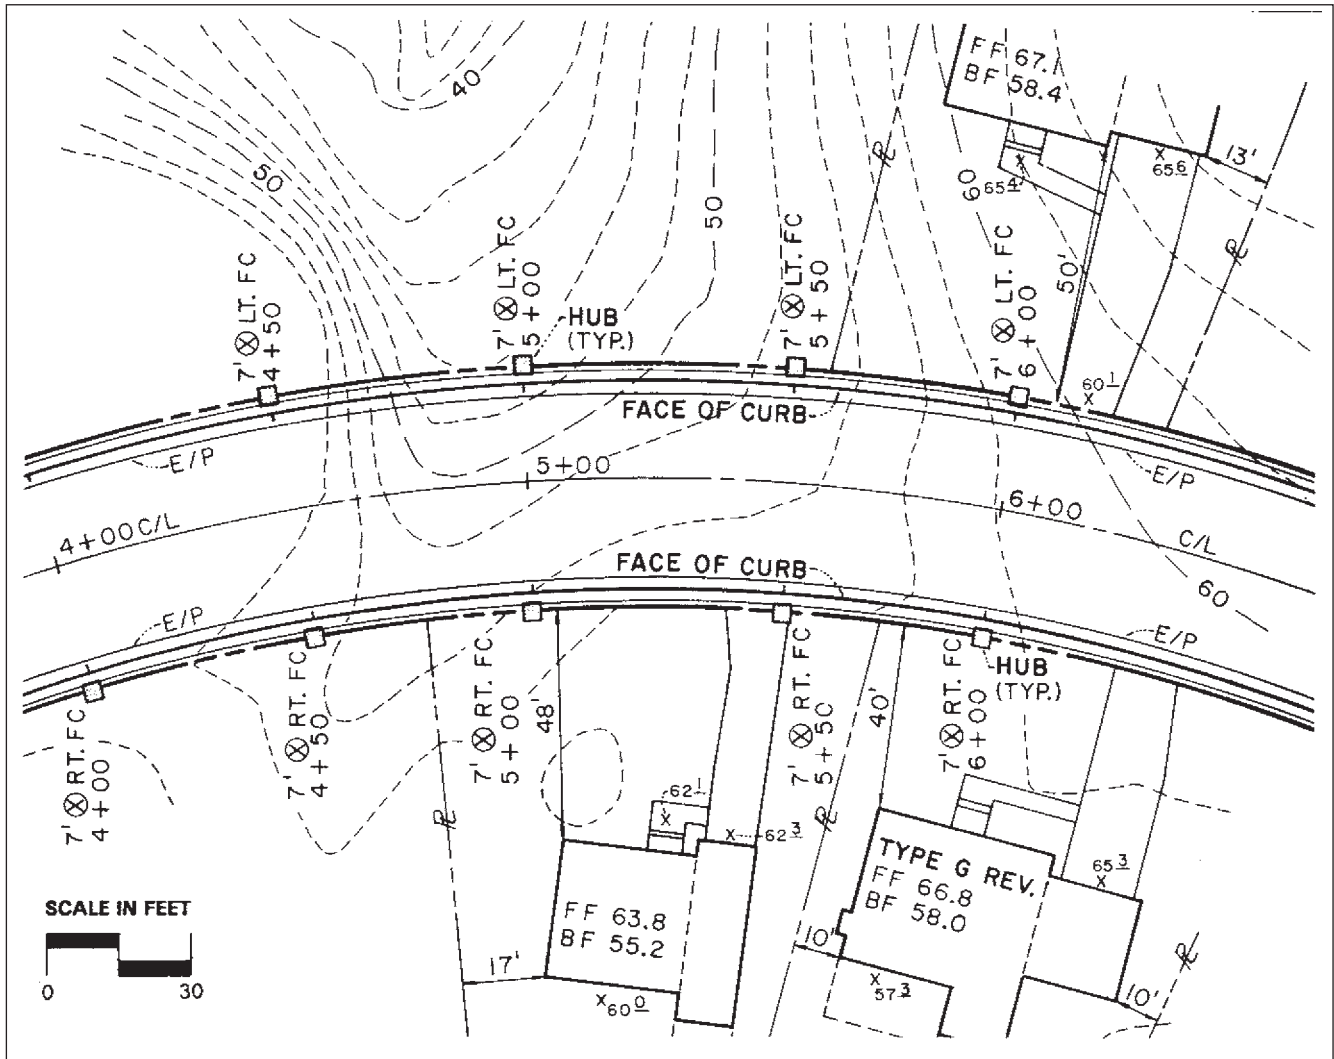 40
50
50
FF 67.1
BF 58.4
65 4
65 6
13'
60
50'
60 1
7' ⊗ LT. FC
4 + 50
7' ⊗ LT. FC
5 + 00
HUB
(TYP.)
7' ⊗ LT. FC
5 + 50
7' ⊗ LT. FC
6 + 00
FACE OF CURB
E/P
E/P
4+00 C/L
5+00
6+00
C/L
60
FACE OF CURB
E/P
E/P
7' ⊗ RT. FC
4 + 00
7' ⊗ RT. FC
4 + 50
7' ⊗ RT. FC
5 + 00
48'
7' ⊗ RT. FC
5 + 50
40'
7' ⊗ RT. FC
6 + 00
HUB
(TYP.)
62 1
62 3
FF 63.8
BF 55.2
17'
60 0
TYPE G REV.
FF 66.8
BF 58.0
65 3
10'
57 3
10'
SCALE IN FEET
0 30